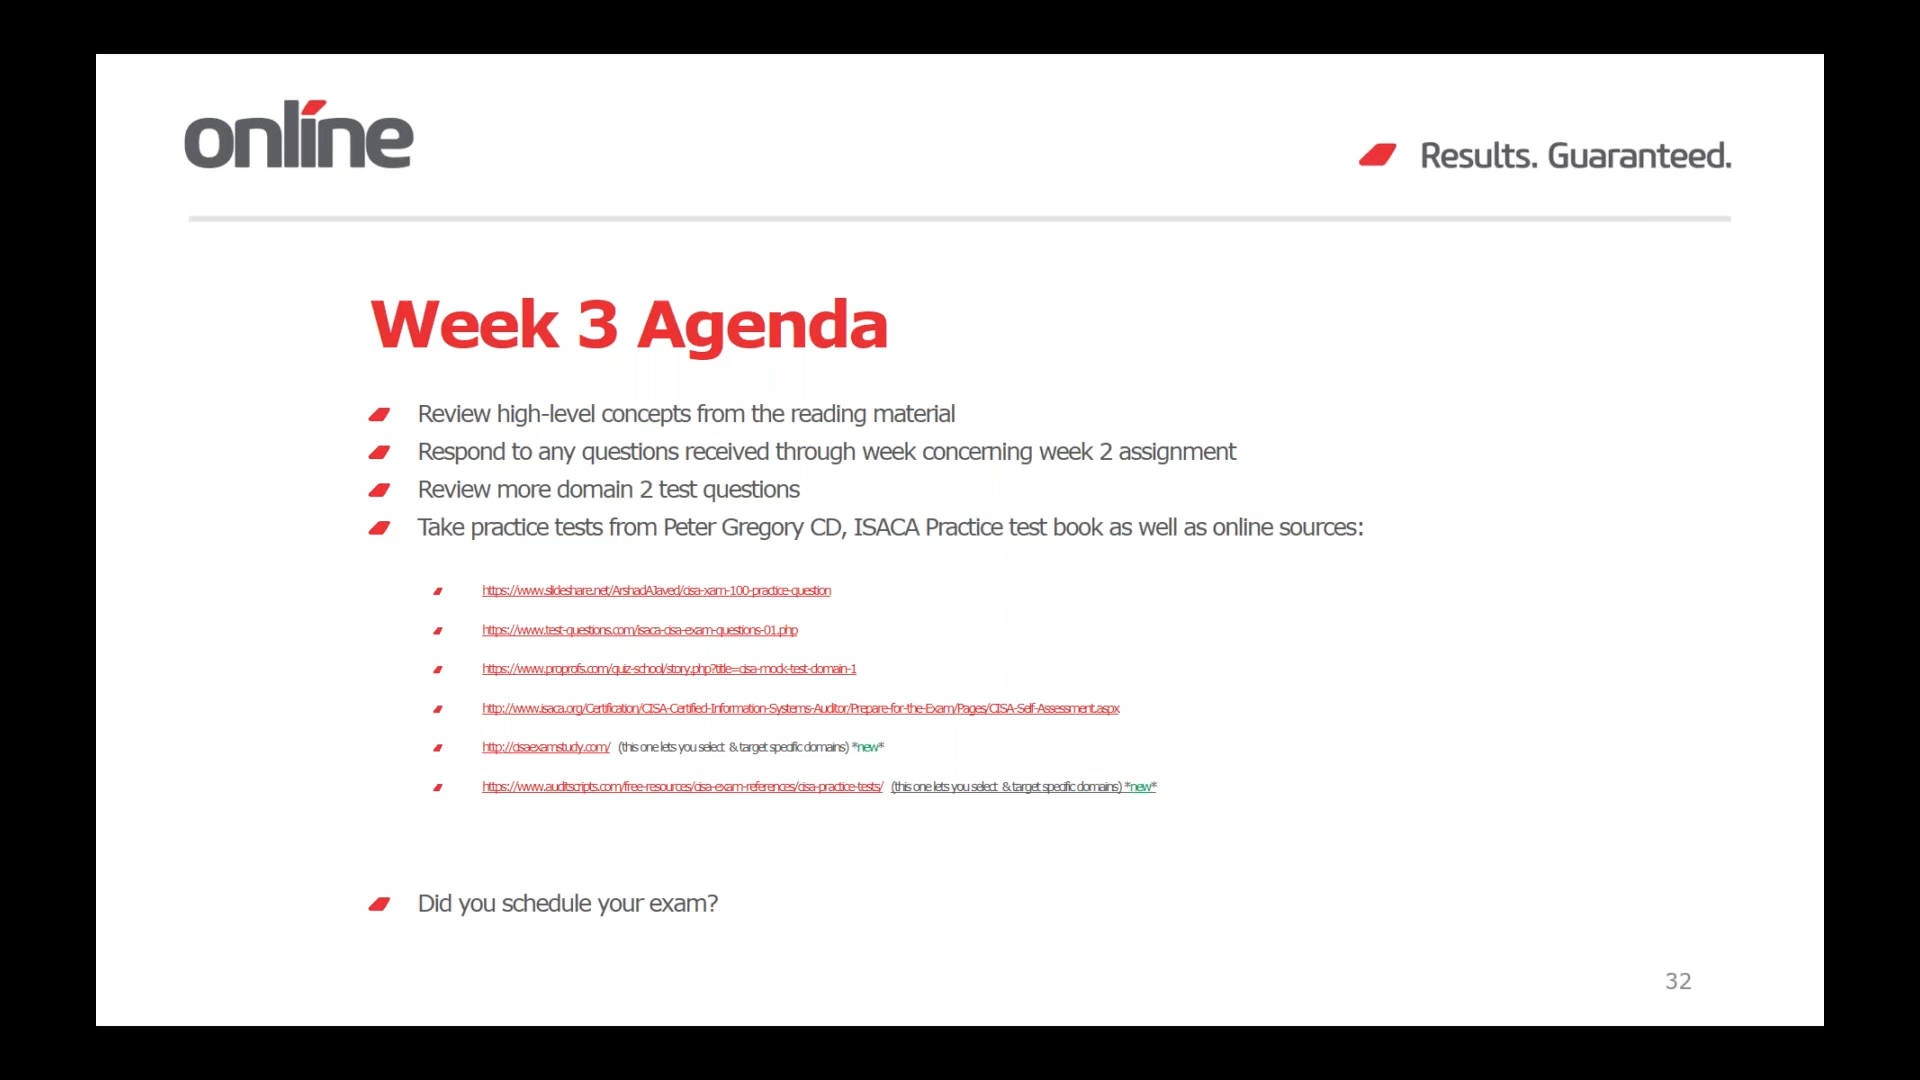 online
Results. Guaranteed.
Week 3 Agenda
Review high-level concepts from the reading material
Respond to any questions received through week concerning week 2 assignment
Review more domain 2 test questions
Take practice tests from Peter Gregory CD, ISACA Practice test book as well as online sources:
https://www.slideshare.net/ArshadAJaved/cisa-xam-100-practice-question
https://www.test-questions.com/isaca-cisa-exam-questions-01.php
https://www.proprofs.com/quiz-school/story.php?title=cisa-mock-test-domain-1
http://www.isaca.org/Certification/CISA-Certified-Information-Systems-Auditor/Prepare-for-the-Exam/Pages/CISA-Self-Assessment.aspx
http://cisaexamstudy.com/ (this one lets you select & target specific domains) *new*
https://www.auditscripts.com/free-resources/cisa-exam-references/cisa-practice-tests/ (this one lets you select & target specific domains) *new*
Did you schedule your exam?
32